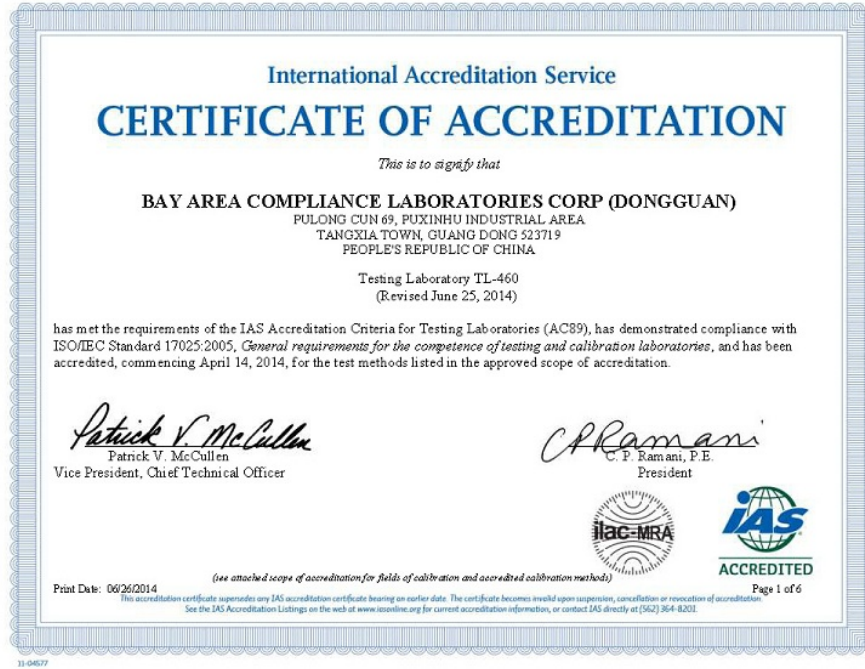 International Accreditation Service
CERTIFICATE OF ACCREDITATION
This is to signify that
BAY AREA COMPLIANCE LABORATORIES CORP (DONGGUAN)
PULONG CUN 69, PUXINHU INDUSTRIAL AREA
TANGXIA TOWN, GUANG DONG 523719
PEOPLE'S REPUBLIC OF CHINA
Testing Laboratory TL-460
(Revised June 25, 2014)
has met the requirements of the IAS Accreditation Criteria for Testing Laboratories (AC89), has demonstrated compliance with
ISO/IEC Standard 17025:2005, General requirements for the competence of testing and calibration laboratories, and has been
accredited, commencing April 14, 2014, for the test methods listed in the approved scope of accreditation.
Patrick V. McCullen
Patrick V. McCullen
Vice President, Chief Technical Officer
CPRamani
C. P. Ramani, P.E.
President
ilac-MRA
IAS
ACCREDITED
(see attached scope of accreditation for fields of calibration and accredited calibration methods)
Print Date: 06/26/2014
Page 1 of 6
This accreditation certificate supersedes any IAS accreditation certificate bearing an earlier date. The certificate becomes invalid upon suspension, cancellation or revocation of accreditation.
See the IAS Accreditation Listings on the web at www.iasonline.org for current accreditation information, or contact IAS directly at (562) 364-8201.
11-04577